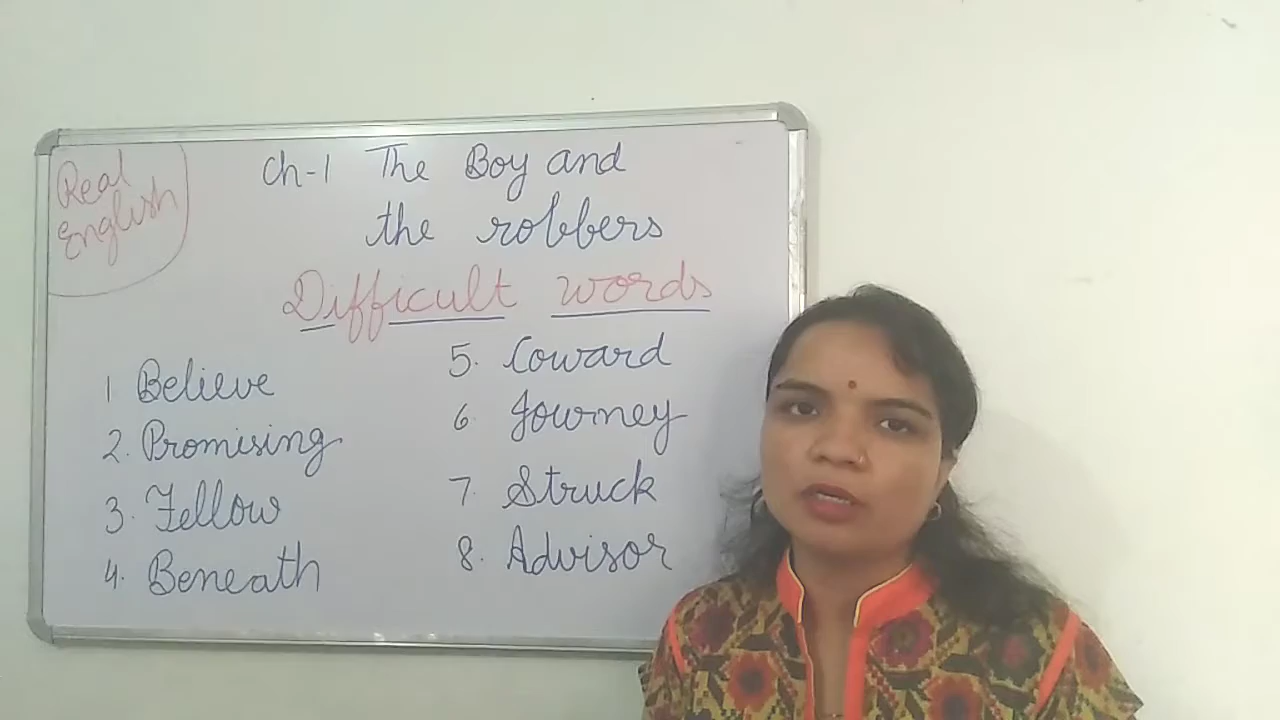 Real
English
Ch-1 The Boy and
the robbers
Difficult words
1 Believe
2. Promising
3. Fellow
4. Beneath
5. Coward
6 Journey
7. Struck
8. Advisor